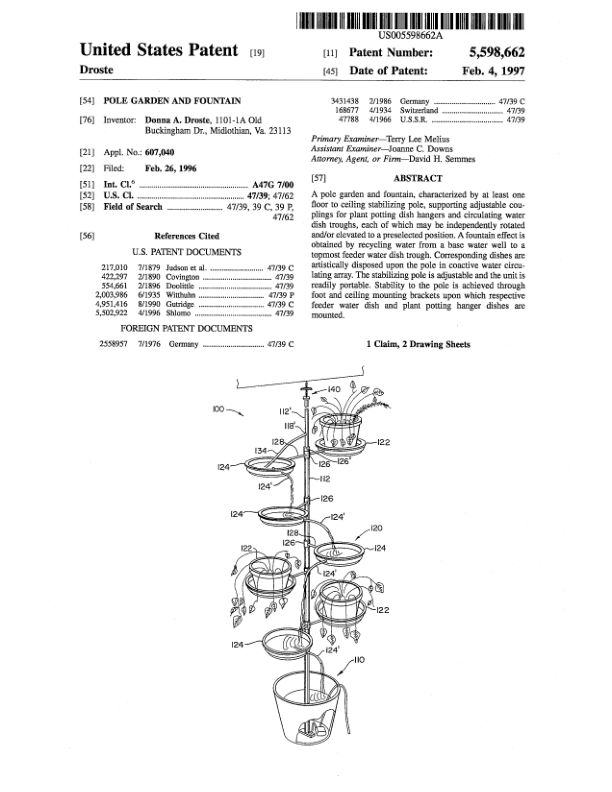 US005598662A
United States Patent [19]
Droste
[11] Patent Number: 5,598,662
[45] Date of Patent: Feb. 4, 1997
[54] POLE GARDEN AND FOUNTAIN
[76] Inventor: Donna A. Droste, 1101-1A Old
Buckingham Dr., Midlothian, Va. 23113
[21] Appl. No.: 607,040
[22] Filed: Feb. 26, 1996
[51] Int. Cl.6 .................................. A47G 7/00
[52] U.S. Cl. .................................. 47/39; 47/62
[58] Field of Search .................. 47/39, 39 C, 39 P,
47/62
[56] References Cited
U.S. PATENT DOCUMENTS
217,010 7/1879 Judson et al. ...................... 47/39 C
422,297 2/1890 Covington ............................ 47/39
554,661 2/1896 Doolittle ............................... 47/39
2,003,986 6/1935 Witthuhn ........................... 47/39 P
4,951,416 8/1990 Gutridge ............................ 47/39 C
5,502,922 4/1996 Shlomo ................................ 47/39
FOREIGN PATENT DOCUMENTS
2558957 7/1976 Germany ........................... 47/39 C
3431438 2/1986 Germany ........................... 47/39 C
168677 4/1934 Switzerland ........................... 47/39
47788 4/1966 U.S.S.R. ............................... 47/39
Primary Examiner—Terry Lee Melius
Assistant Examiner—Joanne C. Downs
Attorney, Agent, or Firm—David H. Semmes
[57] ABSTRACT
A pole garden and fountain, characterized by at least one
floor to ceiling stabilizing pole, supporting adjustable cou-
plings for plant potting dish hangers and circulating water
dish troughs, each of which may be independently rotated
and/or elevated to a preselected position. A fountain effect is
obtained by recycling water from a base water well to a
topmost feeder water dish trough. Corresponding dishes are
artistically disposed upon the pole in coactive water circu-
lating array. The stabilizing pole is adjustable and the unit is
readily portable. Stability to the pole is achieved through
foot and ceiling mounting brackets upon which respective
feeder water dish and plant potting hanger dishes are
mounted.
1 Claim, 2 Drawing Sheets
140
100
112'
118'
128
122
134
126
126'
124
112
124'
126
124
124'
120
128
126
124
122
124'
122
124
124'
110